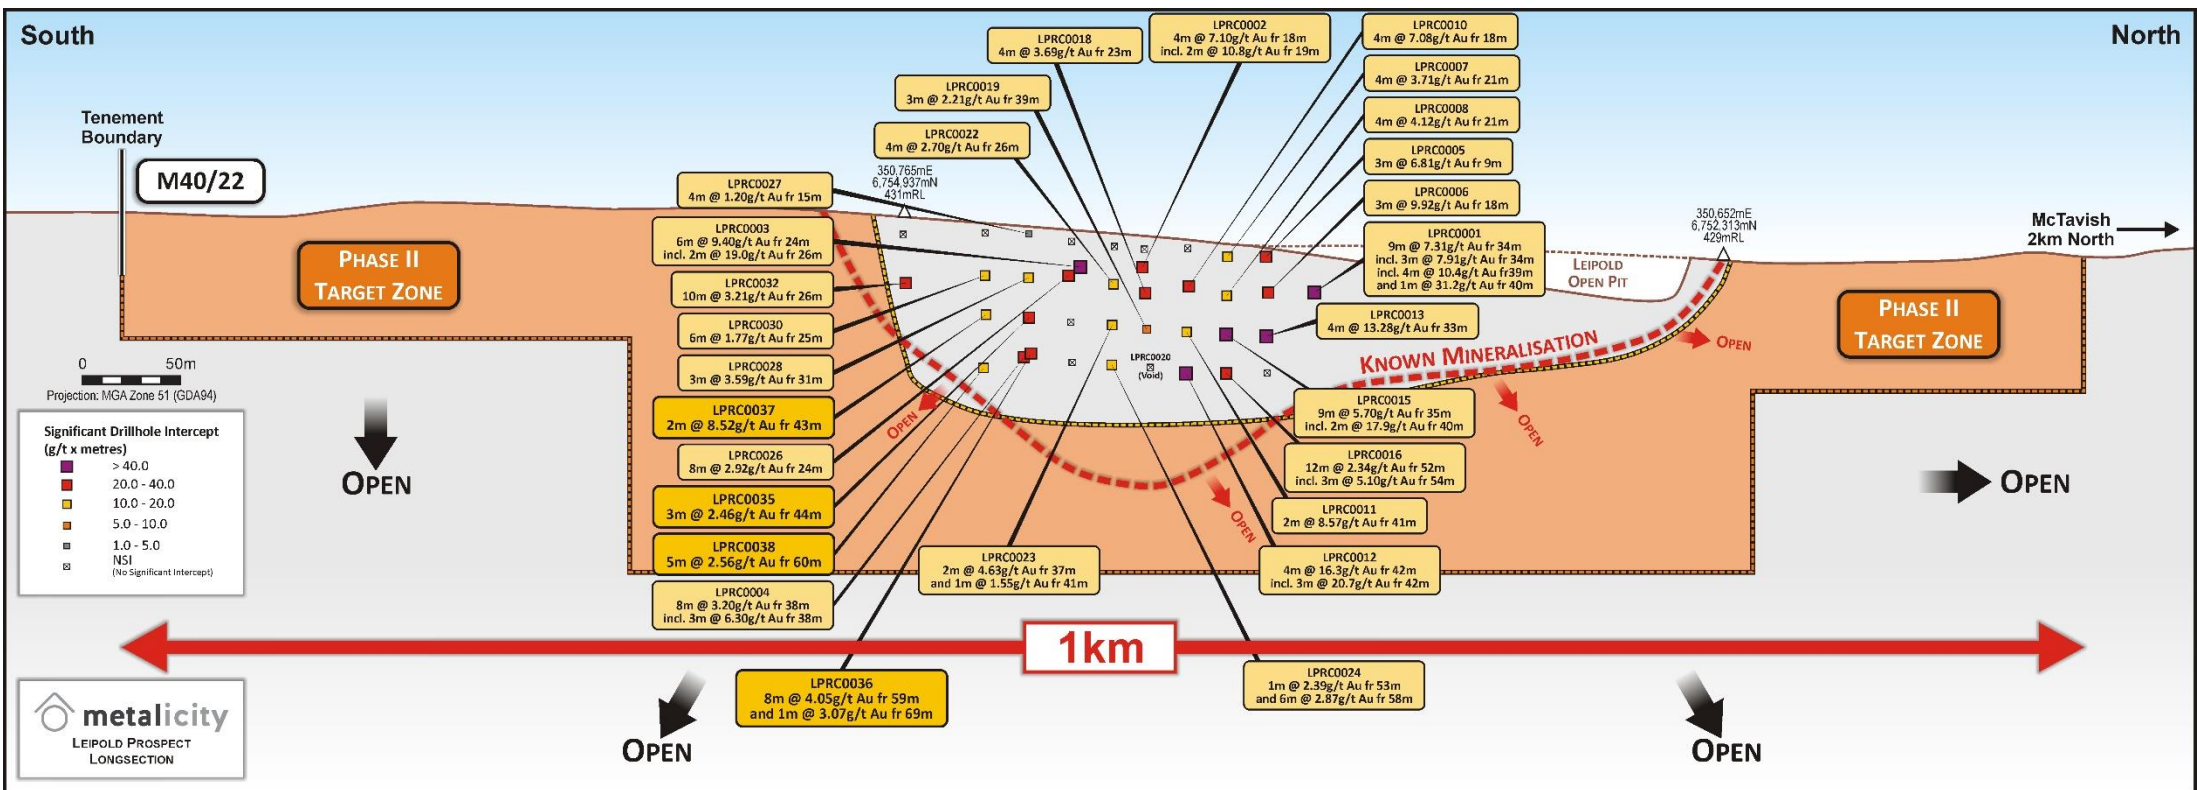 South
North
Tenement
Boundary
M40/22
350,765mE
6,754,937mN
431mRL
350,652mE
6,752,313mN
429mRL
McTavish
2km North
PHASE II
TARGET ZONE
PHASE II
TARGET ZONE
LEIPOLD
OPEN PIT
KNOWN MINERALISATION
OPEN
OPEN
OPEN
OPEN
LPRC0020
(Void)
LPRC0018
4m @ 3.69g/t Au fr 23m
LPRC0002
4m @ 7.10g/t Au fr 18m
incl. 2m @ 10.8g/t Au fr 19m
LPRC0010
4m @ 7.08g/t Au fr 18m
LPRC0007
4m @ 3.71g/t Au fr 21m
LPRC0008
4m @ 4.12g/t Au fr 21m
LPRC0005
3m @ 6.81g/t Au fr 9m
LPRC0006
3m @ 9.92g/t Au fr 18m
LPRC0001
9m @ 7.31g/t Au fr 34m
incl. 3m @ 7.91g/t Au fr 34m
incl. 4m @ 10.4g/t Au fr39m
and 1m @ 31.2g/t Au fr 40m
LPRC0013
4m @ 13.28g/t Au fr 33m
LPRC0015
9m @ 5.70g/t Au fr 35m
incl. 2m @ 17.9g/t Au fr 40m
LPRC0016
12m @ 2.34g/t Au fr 52m
incl. 3m @ 5.10g/t Au fr 54m
LPRC0011
2m @ 8.57g/t Au fr 41m
LPRC0012
4m @ 16.3g/t Au fr 42m
incl. 3m @ 20.7g/t Au fr 42m
LPRC0024
1m @ 2.39g/t Au fr 53m
and 6m @ 2.87g/t Au fr 58m
LPRC0023
2m @ 4.63g/t Au fr 37m
and 1m @ 1.55g/t Au fr 41m
LPRC0019
3m @ 2.21g/t Au fr 39m
LPRC0022
4m @ 2.70g/t Au fr 26m
LPRC0027
4m @ 1.20g/t Au fr 15m
LPRC0003
6m @ 9.40g/t Au fr 24m
incl. 2m @ 19.0g/t Au fr 26m
LPRC0032
10m @ 3.21g/t Au fr 26m
LPRC0030
6m @ 1.77g/t Au fr 25m
LPRC0028
3m @ 3.59g/t Au fr 31m
LPRC0037
2m @ 8.52g/t Au fr 43m
LPRC0026
8m @ 2.92g/t Au fr 24m
LPRC0035
3m @ 2.46g/t Au fr 44m
LPRC0038
5m @ 2.56g/t Au fr 60m
LPRC0004
8m @ 3.20g/t Au fr 38m
incl. 3m @ 6.30g/t Au fr 38m
LPRC0036
8m @ 4.05g/t Au fr 59m
and 1m @ 3.07g/t Au fr 69m
0 50m
Projection: MGA Zone 51 (GDA94)
Significant Drillhole Intercept
(g/t x metres)
> 40.0
20.0 - 40.0
10.0 - 20.0
5.0 - 10.0
1.0 - 5.0
NSI
(No Significant Intercept)
OPEN
OPEN
OPEN
OPEN
1km
metalicity
LEIPOLD PROSPECT
LONGSECTION